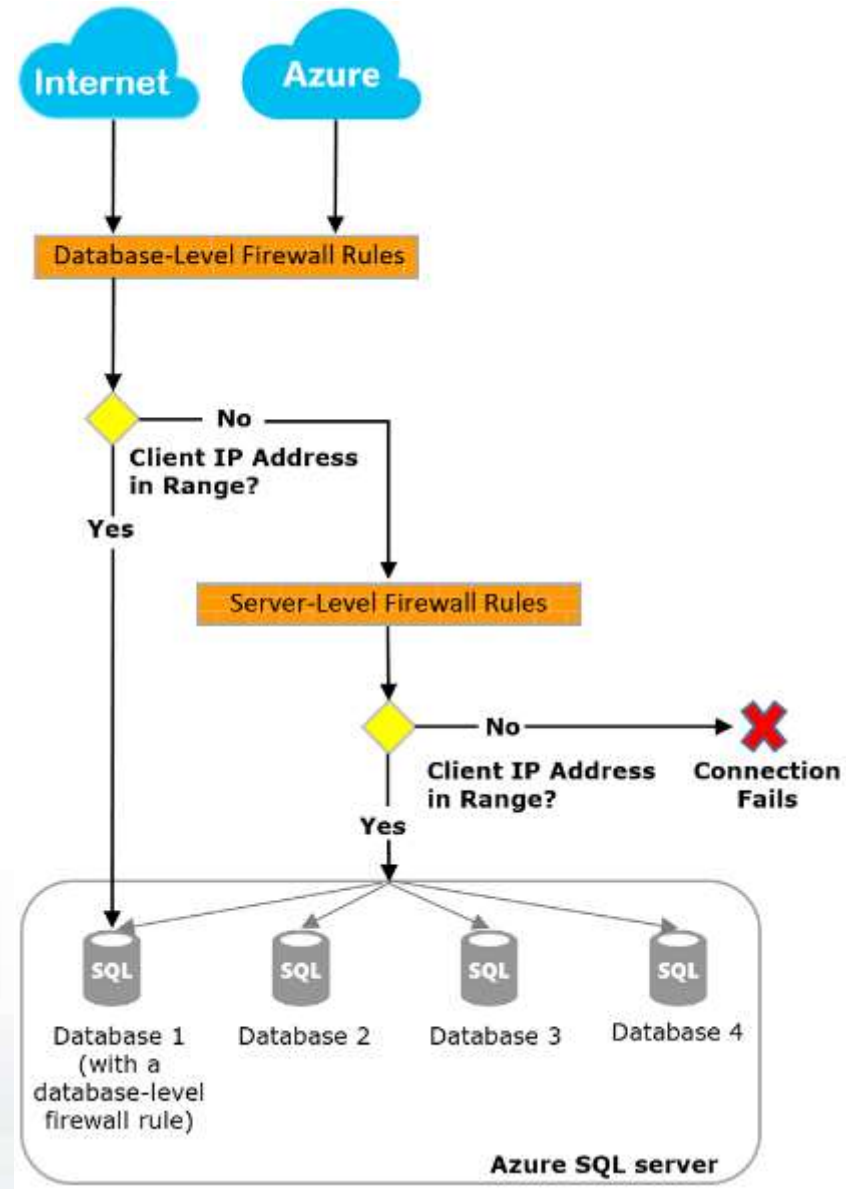 Internet
Azure
Database-Level Firewall Rules
No
Client IP Address
in Range?
Yes
Server-Level Firewall Rules
No
Client IP Address
in Range?
Connection
Fails
Yes
SQL
SQL
SQL
SQL
Database 1
(with a
database-level
firewall rule)
Database 2
Database 3
Database 4
Azure SQL server